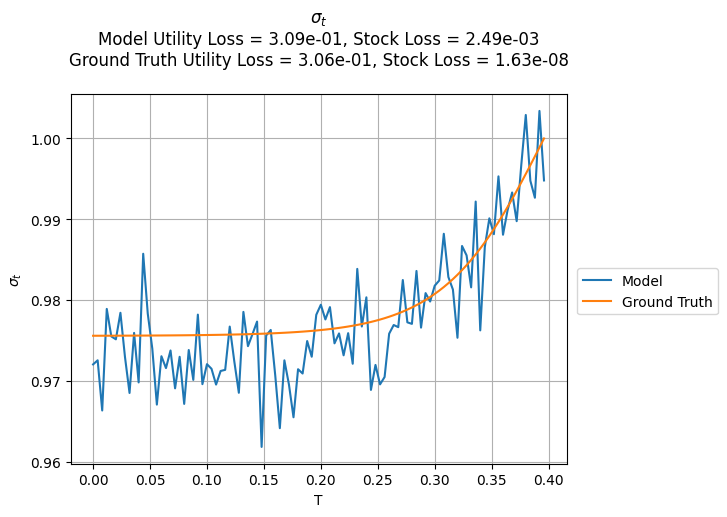 σt
Model Utility Loss = 3.09e-01, Stock Loss = 2.49e-03
Ground Truth Utility Loss = 3.06e-01, Stock Loss = 1.63e-08
1.00
0.99
0.98
0.97
0.96
σt
0.00 0.05 0.10 0.15 0.20 0.25 0.30 0.35 0.40
T
Model
Ground Truth